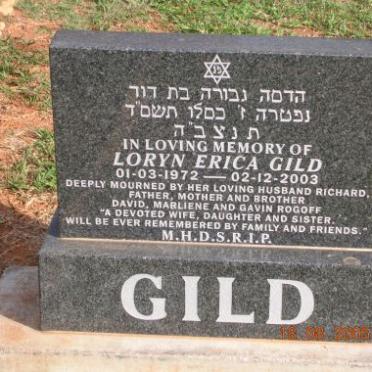 הדסה גבורה בת דוד
נפטרה ז׳ כסלו תשס״ד
ת נ צ ב ״ ה
IN LOVING MEMORY OF
LORYN ERICA GILD
01-03-1972 — 02-12-2003
DEEPLY MOURNED BY HER LOVING HUSBAND RICHARD,
FATHER, MOTHER AND BROTHER
DAVID, MARLIENE AND GAVIN ROGOFF
"A DEVOTED WIFE, DAUGHTER AND SISTER.
WILL BE EVER REMEMBERED BY FAMILY AND FRIENDS."
M.H.D.S.R.I.P.
GILD